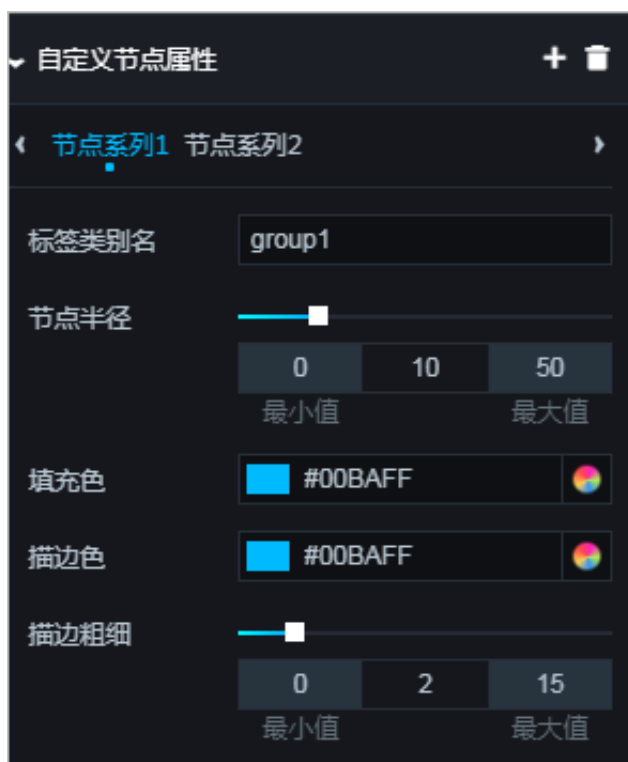 自定义节点属性
节点系列1 节点系列2
标签类别名 group1
节点半径
0 10 50
最小值 最大值
填充色 #00BAFF
描边色 #00BAFF
描边粗细
0 2 15
最小值 最大值